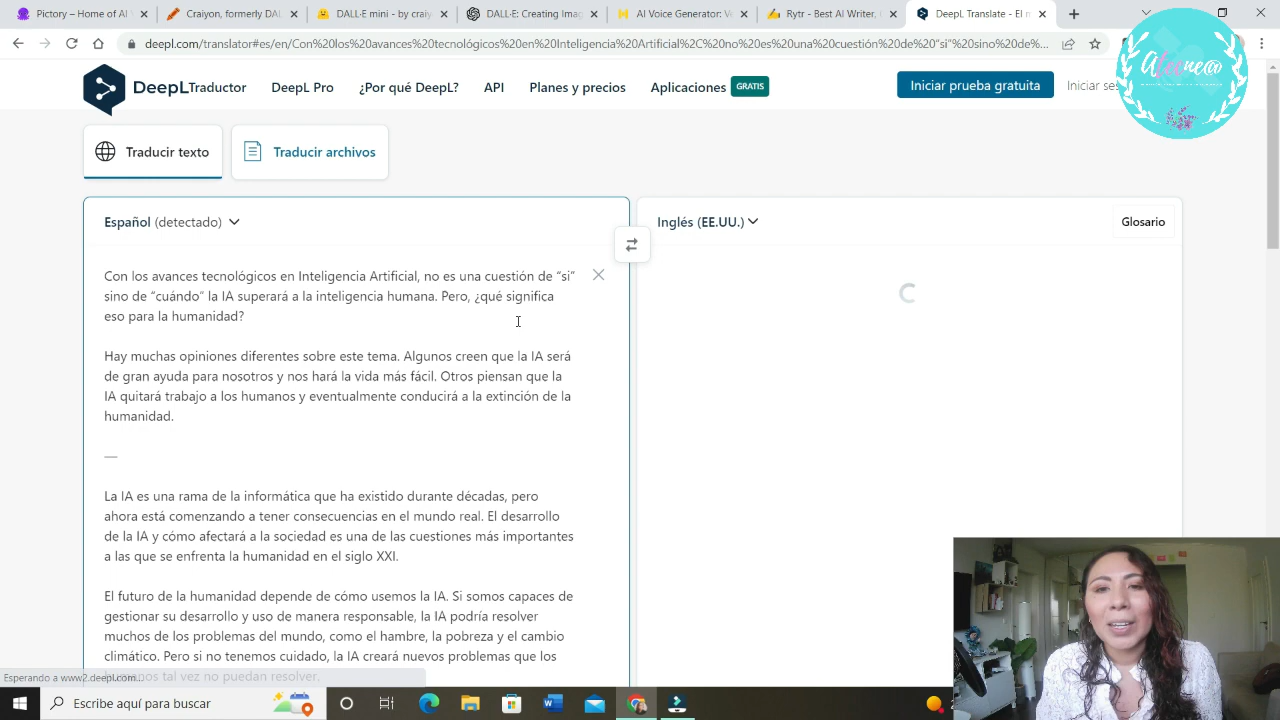 Pictory – Home of AI V
Crayion, formerly DAL
DALL·E mini - by craiy
DALL·E: Creating Imag
AI Voice Generator: Ve
Rytr - Best AI Writer,
DeepL Translate - El m
deepl.com/translator#es/en/Con%20los%20avances%20tecnológicos%20en%20Inteligencia%20Artificial%2C%20no%20es%20una%20cuestión%20de%20“si”%20sino%20de%...
DeepL
Traductor
DeepL Pro
¿Por qué DeepL?
API
Planes y precios
Aplicaciones
GRATIS
Iniciar prueba gratuita
Iniciar ses
Traducir texto
Traducir archivos
Español (detectado)
Inglés (EE.UU.)
Glosario
Con los avances tecnológicos en Inteligencia Artificial, no es una cuestión de “si”
sino de “cuándo” la IA superará a la inteligencia humana. Pero, ¿qué significa
eso para la humanidad?
Hay muchas opiniones diferentes sobre este tema. Algunos creen que la IA será
de gran ayuda para nosotros y nos hará la vida más fácil. Otros piensan que la
IA quitará trabajo a los humanos y eventualmente conducirá a la extinción de la
humanidad.
—
La IA es una rama de la informática que ha existido durante décadas, pero
ahora está comenzando a tener consecuencias en el mundo real. El desarrollo
de la IA y cómo afectará a la sociedad es una de las cuestiones más importantes
a las que se enfrenta la humanidad en el siglo XXI.
El futuro de la humanidad depende de cómo usemos la IA. Si somos capaces de
gestionar su desarrollo y uso de manera responsable, la IA podría resolver
muchos de los problemas del mundo, como el hambre, la pobreza y el cambio
climático. Pero si no tenemos cuidado, la IA creará nuevos problemas que los
tal vez no puedan resolver.
Esperando a www2.deepl.com...
Escribe aquí para buscar